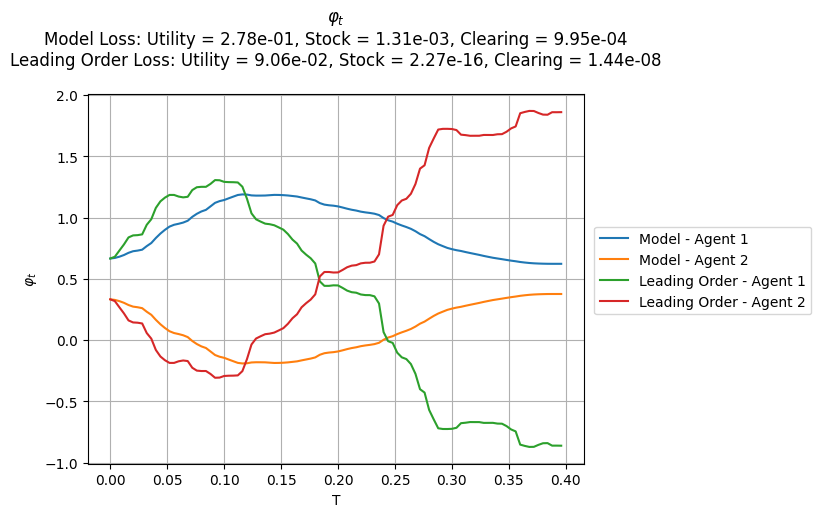 φt
Model Loss: Utility = 2.78e-01, Stock = 1.31e-03, Clearing = 9.95e-04
Leading Order Loss: Utility = 9.06e-02, Stock = 2.27e-16, Clearing = 1.44e-08
2.0
1.5
1.0
0.5
0.0
−0.5
−1.0
φt
0.00 0.05 0.10 0.15 0.20 0.25 0.30 0.35 0.40
T
Model - Agent 1
Model - Agent 2
Leading Order - Agent 1
Leading Order - Agent 2